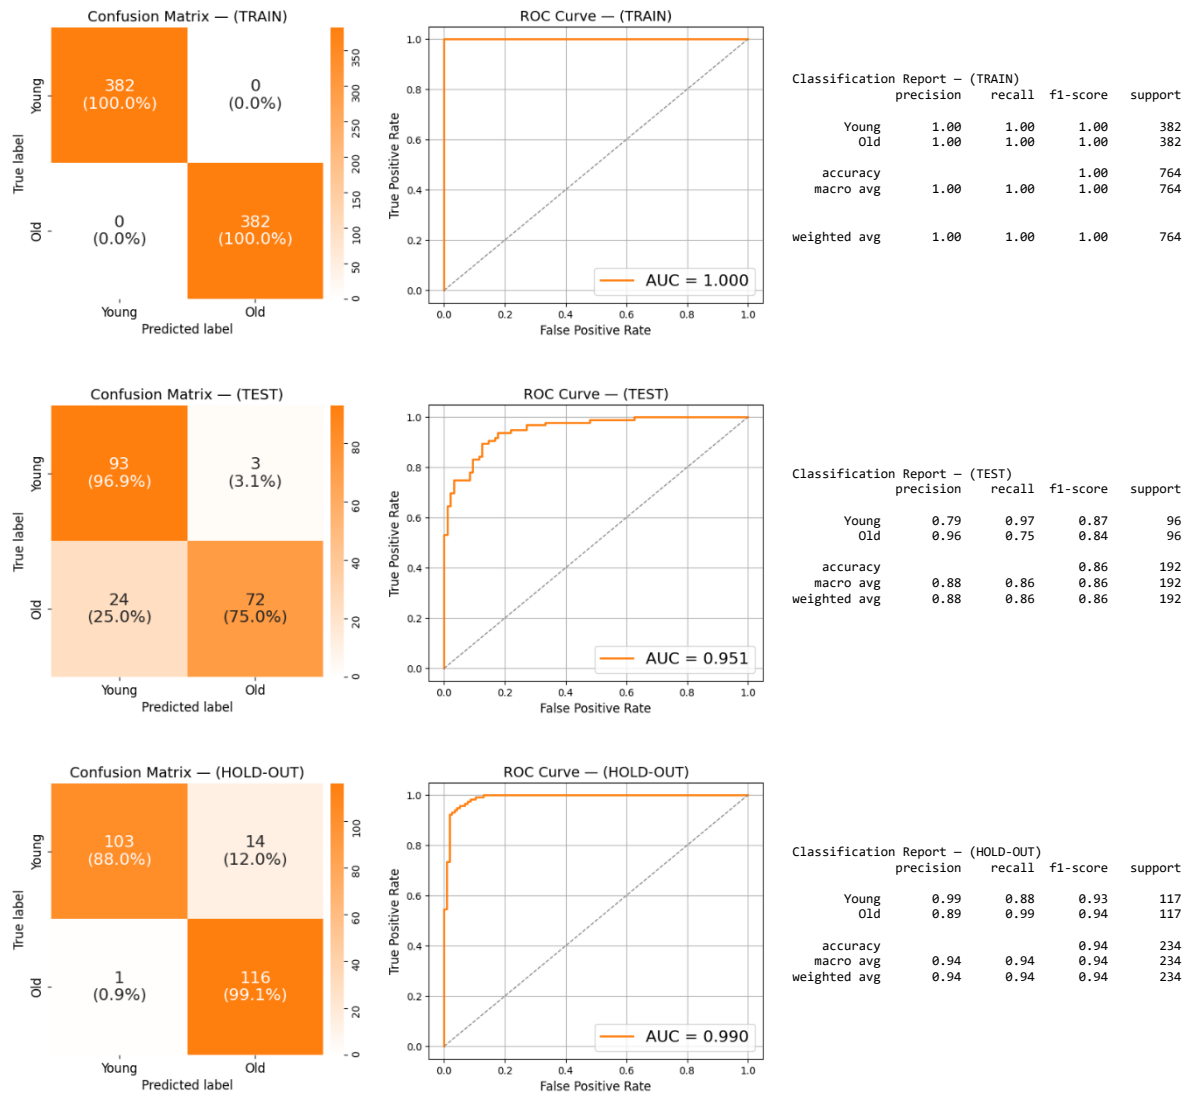 Confusion Matrix — (TRAIN)
True label
Young
Old
382
(100.0%)
0
(0.0%)
0
(0.0%)
382
(100.0%)
Young Old
Predicted label
350
300
250
200
150
100
50
0
ROC Curve — (TRAIN)
True Positive Rate
1.0
0.8
0.6
0.4
0.2
0.0
AUC = 1.000
0.0 0.2 0.4 0.6 0.8 1.0
False Positive Rate
Classification Report — (TRAIN)
precision recall f1-score support
Young 1.00 1.00 1.00 382
Old 1.00 1.00 1.00 382
accuracy 1.00 764
macro avg 1.00 1.00 1.00 764
weighted avg 1.00 1.00 1.00 764
Confusion Matrix — (TEST)
True label
Young
Old
93
(96.9%)
3
(3.1%)
24
(25.0%)
72
(75.0%)
Young Old
Predicted label
80
60
40
20
0
ROC Curve — (TEST)
True Positive Rate
1.0
0.8
0.6
0.4
0.2
0.0
AUC = 0.951
0.0 0.2 0.4 0.6 0.8 1.0
False Positive Rate
Classification Report — (TEST)
precision recall f1-score support
Young 0.79 0.97 0.87 96
Old 0.96 0.75 0.84 96
accuracy 0.86 192
macro avg 0.88 0.86 0.86 192
weighted avg 0.88 0.86 0.86 192
Confusion Matrix — (HOLD-OUT)
True label
Young
Old
103
(88.0%)
14
(12.0%)
1
(0.9%)
116
(99.1%)
Young Old
Predicted label
100
80
60
40
20
0
ROC Curve — (HOLD-OUT)
True Positive Rate
1.0
0.8
0.6
0.4
0.2
0.0
AUC = 0.990
0.0 0.2 0.4 0.6 0.8 1.0
False Positive Rate
Classification Report — (HOLD-OUT)
precision recall f1-score support
Young 0.99 0.88 0.93 117
Old 0.89 0.99 0.94 117
accuracy 0.94 234
macro avg 0.94 0.94 0.94 234
weighted avg 0.94 0.94 0.94 234